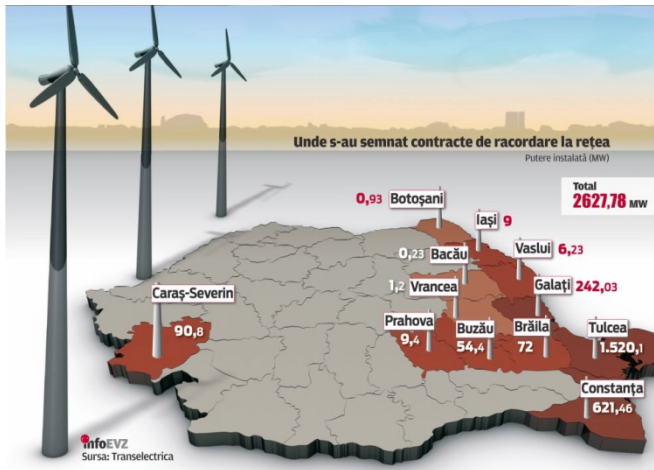 Unde s-au semnat contracte de racordare la rețea
Putere instalată (MW)
Total
2627,78 MW
0,93 Botoșani
Iași 9
0,23 Bacău
Vaslui 6,23
1,2 Vrancea
Galați 242,03
Caraș-Severin
90,8
Prahova
9,4
Buzău
54,4
Brăila
72
Tulcea
1.520,1
Constanța
621,46
infoEVZ
Sursa: Transelectrica